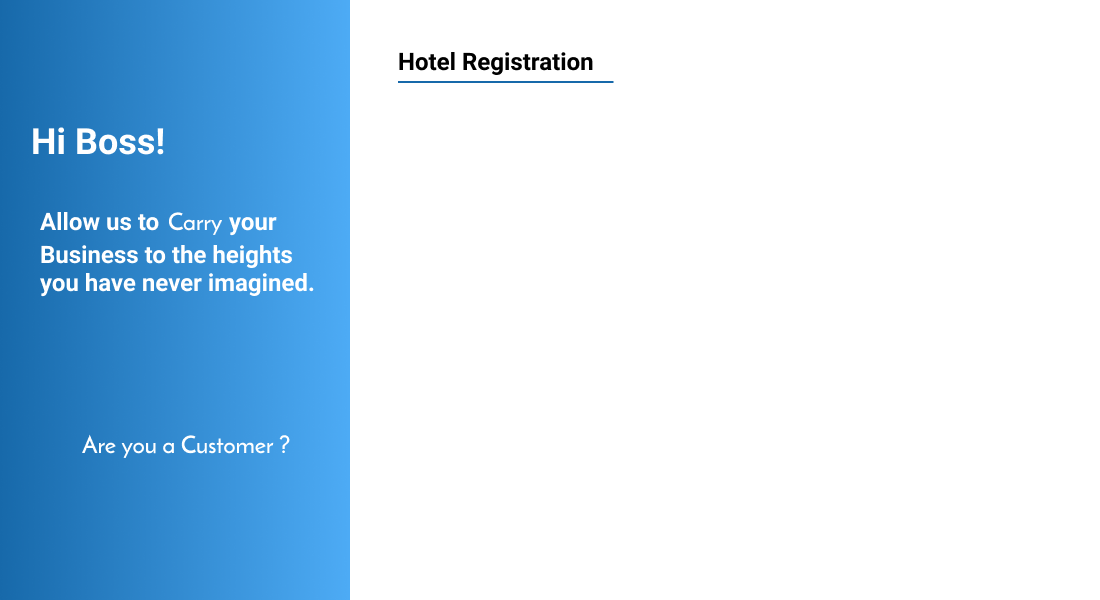 Hi Boss!
Allow us to Carry your
Business to the heights
you have never imagined.
Are you a Customer ?
Hotel Registration